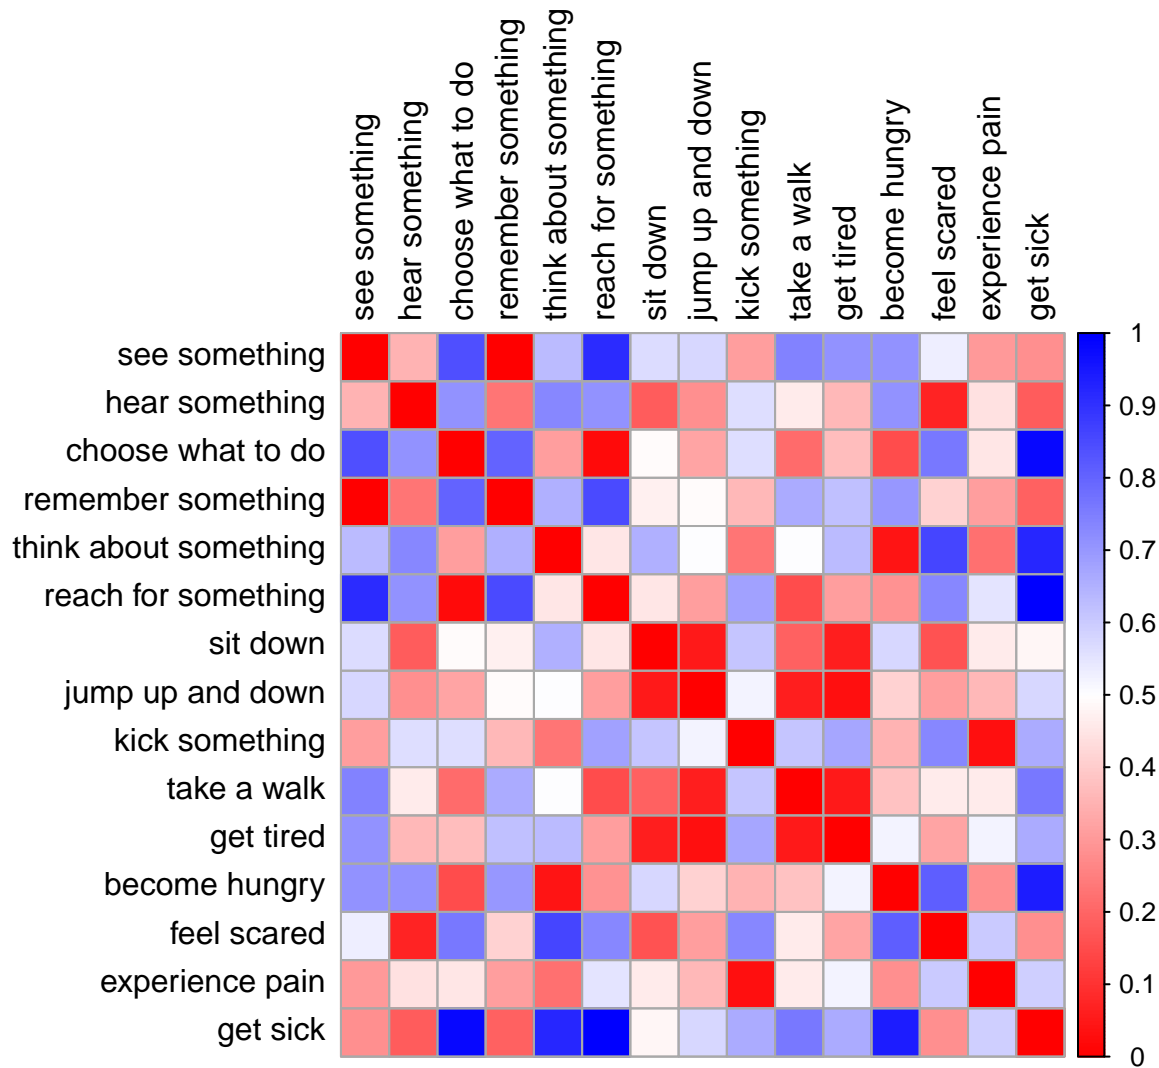 see something
hear something
choose what to do
remember something
think about something
reach for something
sit down
jump up and down
kick something
take a walk
get tired
become hungry
feel scared
experience pain
get sick
see something
hear something
choose what to do
remember something
think about something
reach for something
sit down
jump up and down
kick something
take a walk
get tired
become hungry
feel scared
experience pain
get sick
1
0.9
0.8
0.7
0.6
0.5
0.4
0.3
0.2
0.1
0